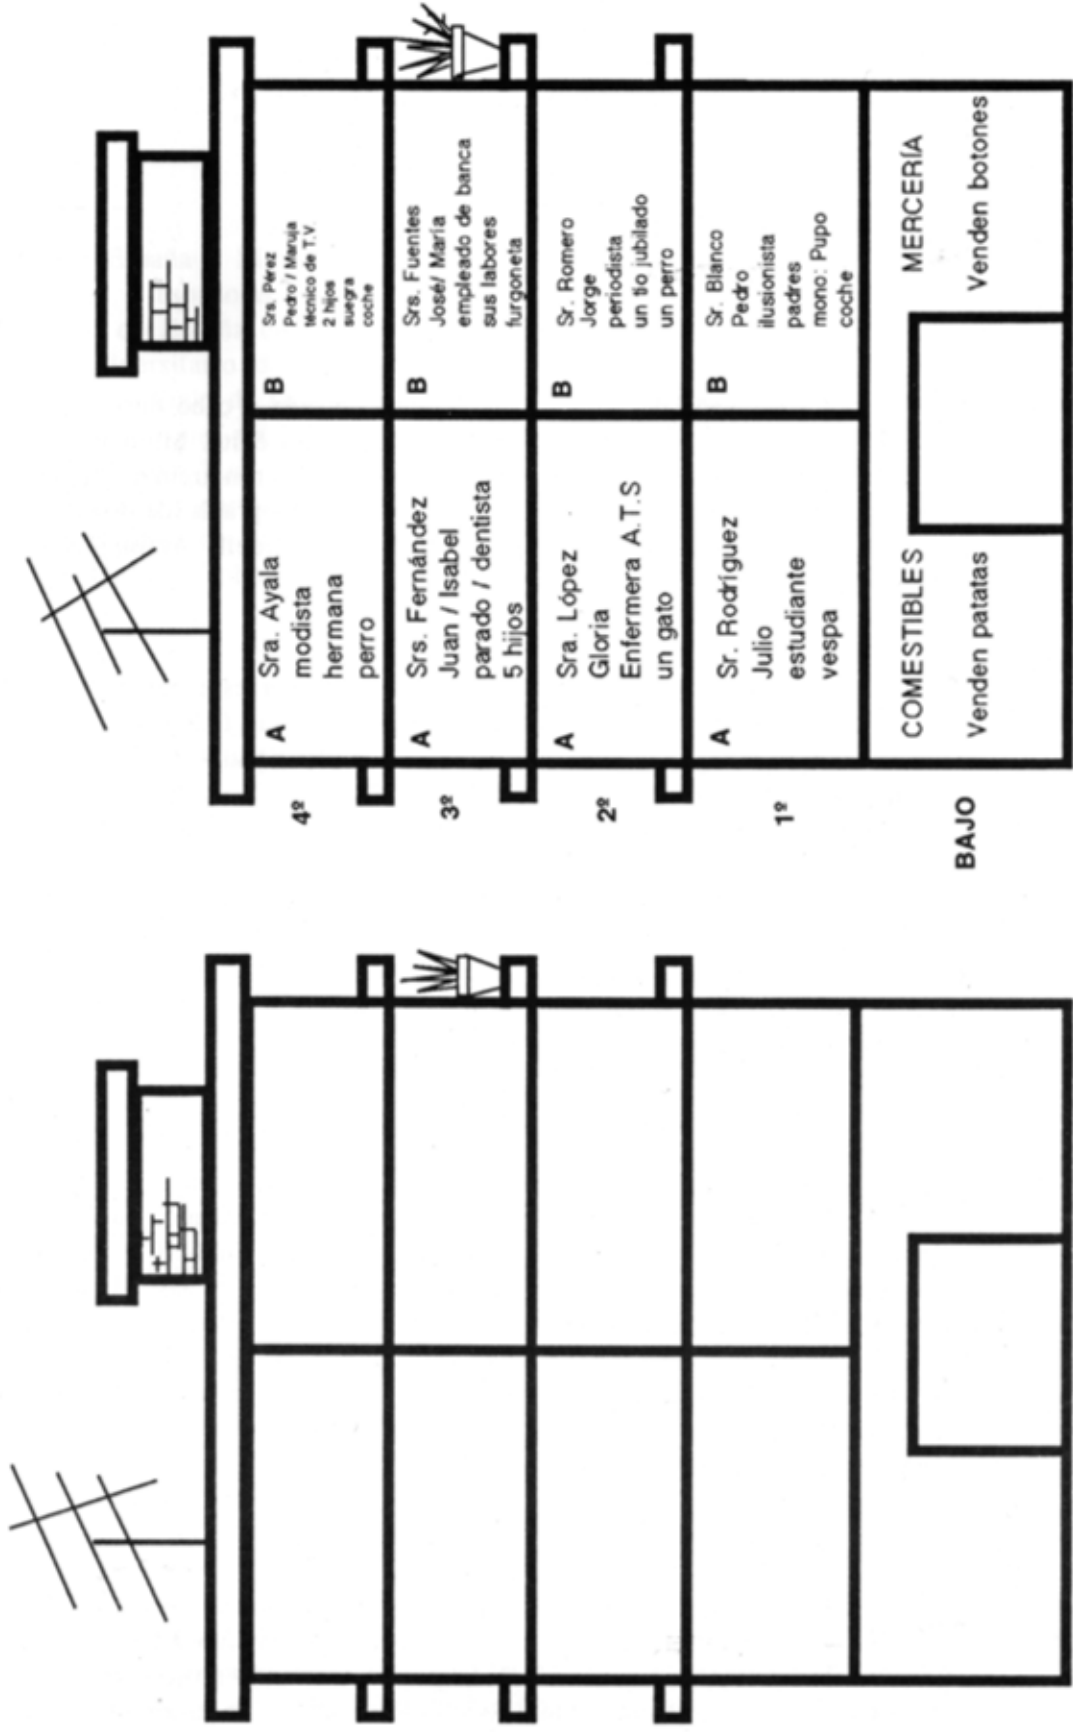 4º
A
Sra. Ayala
modista
hermana
perro
B
Srs. Pérez
Pedro / Maruja
técnico de T.V.
2 hijos
suegra
coche
3º
A
Srs. Fernández
Juan / Isabel
parado / dentista
5 hijos
B
Srs. Fuentes
José/ María
empleado de banca
sus labores
furgoneta
2º
A
Sra. López
Gloria
Enfermera A.T.S
un gato
B
Sr. Romero
Jorge
periodista
un tío jubilado
un perro
1º
A
Sr. Rodríguez
Julio
estudiante
vespa
B
Sr. Blanco
Pedro
ilusionista
padres
mono: Pupo
coche
BAJO
COMESTIBLES
Venden patatas
MERCERÍA
Venden botones